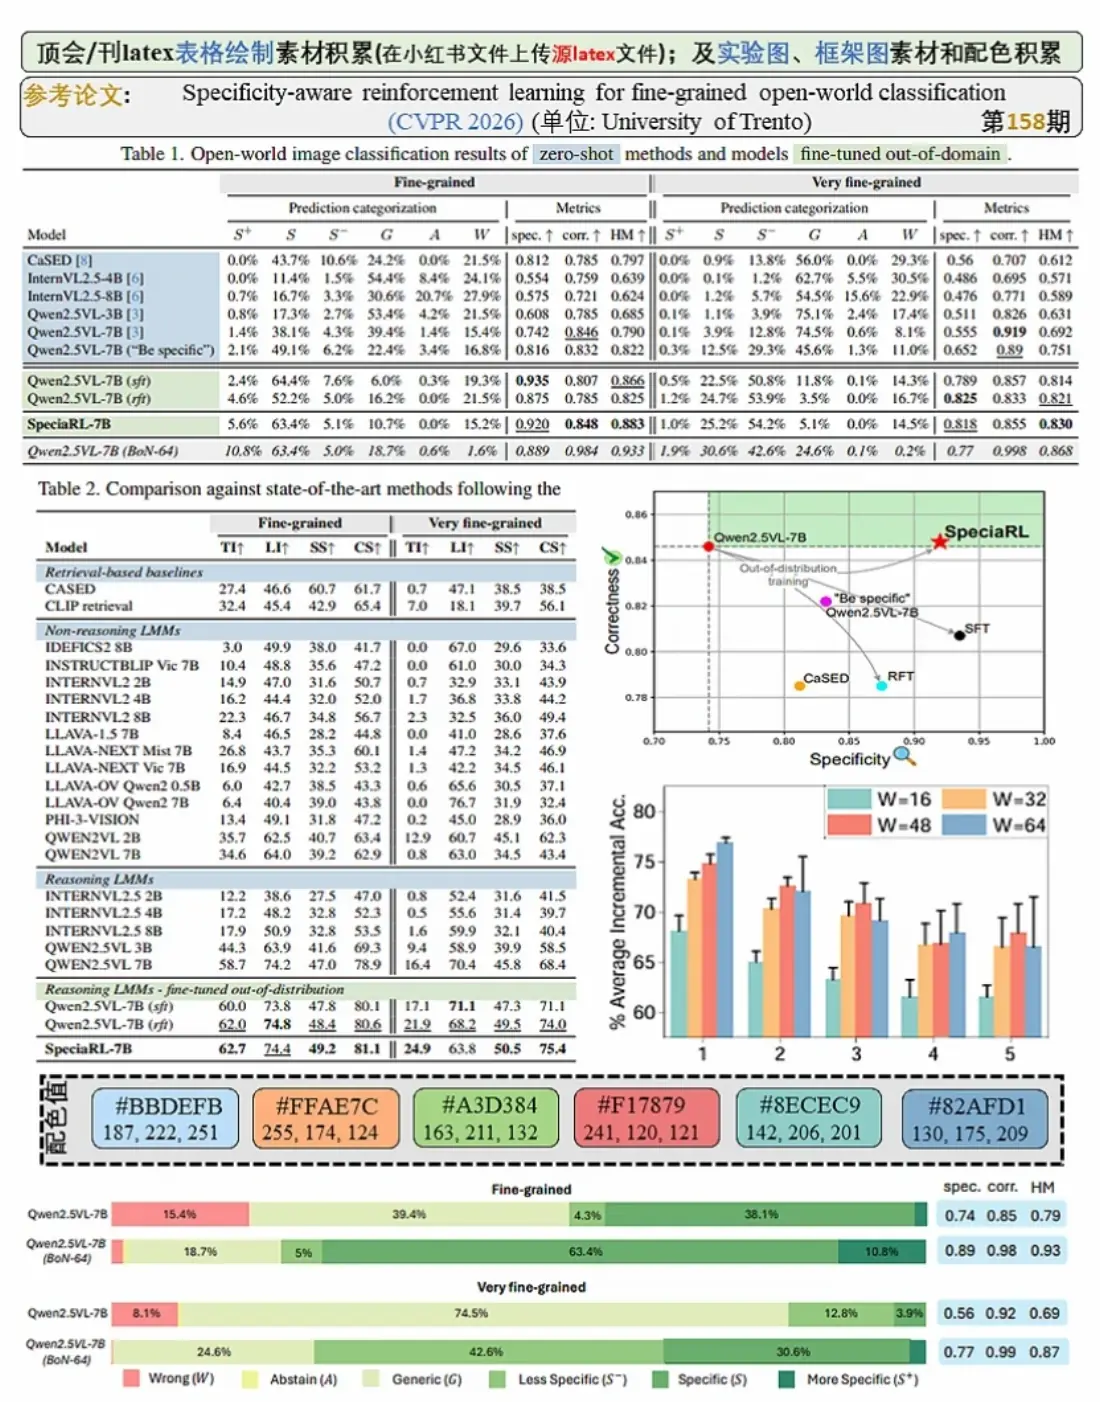 顶会/刊latex表格绘制素材积累(在小红书文件上传源latex文件)；及实验图、框架图素材和配色积累
参考论文: Specificity-aware reinforcement learning for fine-grained open-world classification
(CVPR 2026) (单位: University of Trento) 第158期
Table 1. Open-world image classification results of zero-shot methods and models fine-tuned out-of-domain.
Fine-grained Very fine-grained
Prediction categorization Metrics Prediction categorization Metrics
Model S+ S S− G A W spec.↑ corr.↑ HM↑ S+ S S− G A W spec.↑ corr.↑ HM↑
CaSED [8] 0.0% 43.7% 10.6% 24.2% 0.0% 21.5% 0.812 0.785 0.797 0.0% 0.9% 13.8% 56.0% 0.0% 29.3% 0.56 0.707 0.612
InternVL2.5-4B [6] 0.0% 11.4% 1.5% 54.4% 8.4% 24.1% 0.554 0.759 0.639 0.0% 0.1% 1.2% 62.7% 5.5% 30.5% 0.486 0.695 0.571
InternVL2.5-8B [6] 0.7% 16.7% 3.3% 30.6% 20.7% 27.9% 0.575 0.721 0.624 0.0% 1.2% 5.7% 54.5% 15.6% 22.9% 0.476 0.771 0.589
Qwen2.5VL-3B [3] 0.8% 17.3% 2.7% 53.4% 4.2% 21.5% 0.608 0.785 0.685 0.1% 1.1% 3.9% 75.1% 2.4% 17.4% 0.511 0.826 0.631
Qwen2.5VL-7B [3] 1.4% 38.1% 4.3% 39.4% 1.4% 15.4% 0.742 0.846 0.790 0.1% 3.9% 12.8% 74.5% 0.6% 8.1% 0.555 0.919 0.692
Qwen2.5VL-7B (“Be specific”) 2.1% 49.1% 6.2% 22.4% 3.4% 16.8% 0.816 0.832 0.822 0.3% 12.5% 29.3% 45.6% 1.3% 11.0% 0.652 0.89 0.751
Qwen2.5VL-7B (sft) 2.4% 64.4% 7.6% 6.0% 0.3% 19.3% 0.935 0.807 0.866 0.5% 22.5% 50.8% 11.8% 0.1% 14.3% 0.789 0.857 0.814
Qwen2.5VL-7B (rft) 4.6% 52.2% 5.0% 16.2% 0.0% 21.5% 0.875 0.785 0.825 1.2% 24.7% 53.9% 3.5% 0.0% 16.7% 0.825 0.833 0.821
SpeciaRL-7B 5.6% 63.4% 5.1% 10.7% 0.0% 15.2% 0.920 0.848 0.883 1.0% 25.2% 54.2% 5.1% 0.0% 14.5% 0.818 0.855 0.830
Qwen2.5VL-7B (BoN-64) 10.8% 63.4% 5.0% 18.7% 0.6% 1.6% 0.889 0.984 0.933 1.9% 30.6% 42.6% 24.6% 0.1% 0.2% 0.77 0.998 0.868
Table 2. Comparison against state-of-the-art methods following the
Fine-grained Very fine-grained
Model TI↑ LI↑ SS↑ CS↑ TI↑ LI↑ SS↑ CS↑
Retrieval-based baselines
CASED 27.4 46.6 60.7 61.7 0.7 47.1 38.5 38.5
CLIP retrieval 32.4 45.4 42.9 65.4 7.0 18.1 39.7 56.1
Non-reasoning LMMs
IDEFICS2 8B 3.0 49.9 38.0 41.7 0.0 67.0 29.6 33.6
INSTRUCTBLIP Vic 7B 10.4 48.8 35.6 47.2 0.0 61.0 30.0 34.3
INTERNVL2 2B 14.9 47.0 31.6 50.7 0.7 32.9 33.1 43.9
INTERNVL2 4B 16.2 44.4 32.0 52.0 1.7 36.8 33.8 44.2
INTERNVL2 8B 22.3 46.7 34.8 56.7 2.3 32.5 36.0 49.4
LLAVA-1.5 7B 8.4 46.5 28.2 44.8 0.0 41.0 28.6 37.6
LLAVA-NEXT Mist 7B 26.8 43.7 35.3 60.1 1.4 47.2 34.2 46.9
LLAVA-NEXT Vic 7B 16.9 44.5 32.2 53.2 1.3 42.2 34.5 46.1
LLAVA-OV Qwen2 0.5B 6.0 42.7 38.5 43.3 0.6 65.6 30.5 37.1
LLAVA-OV Qwen2 7B 6.4 40.4 39.0 43.8 0.0 76.7 31.9 32.4
PHI-3-VISION 13.4 49.1 31.8 47.2 0.2 45.0 28.9 36.0
QWEN2VL 2B 35.7 62.5 40.7 63.4 12.9 60.7 45.1 62.3
QWEN2VL 7B 34.6 64.0 39.2 62.9 0.8 63.0 34.5 43.4
Reasoning LMMs
INTERNVL2.5 2B 12.2 38.6 27.5 47.0 0.8 52.4 31.6 41.5
INTERNVL2.5 4B 17.2 48.2 32.8 52.3 0.5 55.6 31.4 39.7
INTERNVL2.5 8B 17.9 50.9 32.8 53.5 1.6 59.9 32.1 40.4
QWEN2.5VL 3B 44.3 63.9 41.6 69.3 9.4 58.9 39.9 58.5
QWEN2.5VL 7B 58.7 74.2 47.0 78.9 16.4 70.4 45.8 68.4
Reasoning LMMs - fine-tuned out-of-distribution
Qwen2.5VL-7B (sft) 60.0 73.8 47.8 80.1 17.1 71.1 47.3 71.1
Qwen2.5VL-7B (rft) 62.0 74.8 48.4 80.6 21.9 68.2 49.5 74.0
SpeciaRL-7B 62.7 74.4 49.2 81.1 24.9 63.8 50.5 75.4
Correctness
0.86
0.84
0.82
0.80
0.78
Qwen2.5VL-7B
SpeciaRL
Out-of-distribution
training
"Be specific"
Qwen2.5VL-7B
SFT
CaSED
RFT
0.70 0.75 0.80 0.85 0.90 0.95 1.00
Specificity
% Average Incremental Acc.
80
75
70
65
60
W=16 W=32
W=48 W=64
1 2 3 4 5
配色值
#BBDEFB #FFAE7C #A3D384 #F17879 #8ECEC9 #82AFD1
187, 222, 251 255, 174, 124 163, 211, 132 241, 120, 121 142, 206, 201 130, 175, 209
Fine-grained spec. corr. HM
Qwen2.5VL-7B 15.4% 39.4% 4.3% 38.1% 0.74 0.85 0.79
Qwen2.5VL-7B
(BoN-64) 18.7% 5% 63.4% 10.8% 0.89 0.98 0.93
Very fine-grained
Qwen2.5VL-7B 8.1% 74.5% 12.8% 3.9% 0.56 0.92 0.69
Qwen2.5VL-7B
(BoN-64) 24.6% 42.6% 30.6% 0.77 0.99 0.87
Wrong (W) Abstain (A) Generic (G) Less Specific (S−) Specific (S) More Specific (S+)